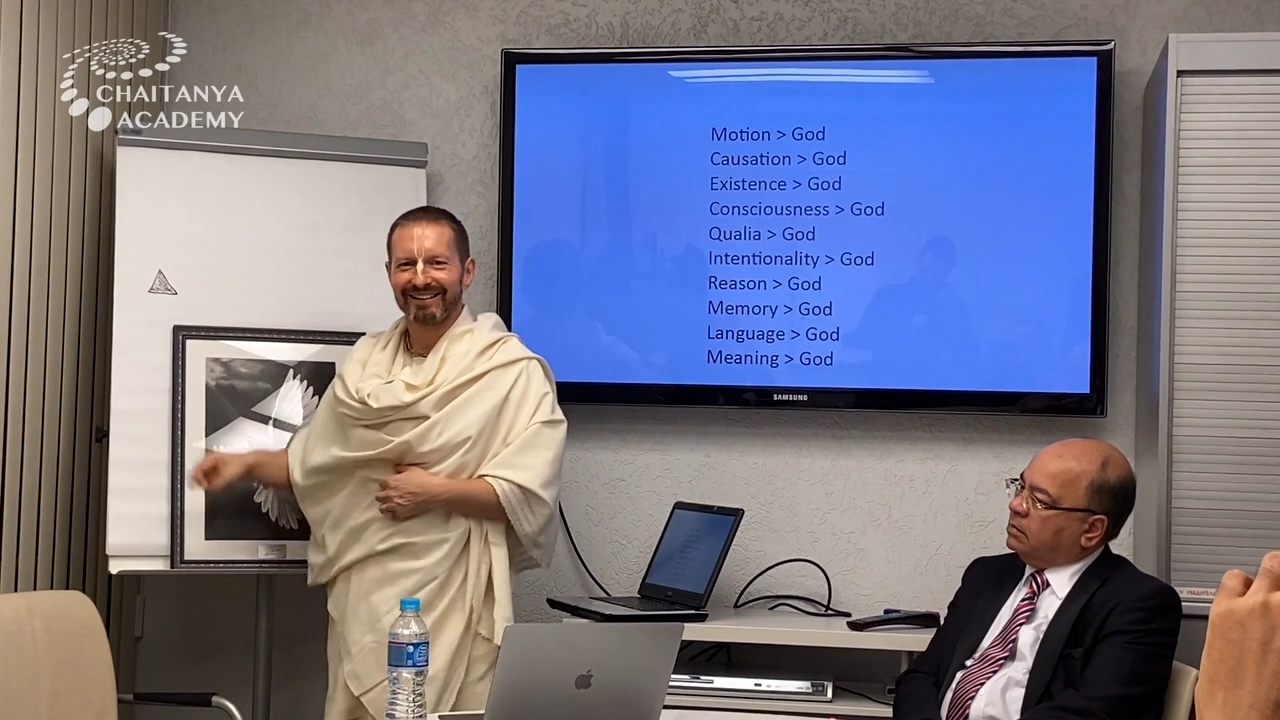 CHAITANYA
ACADEMY
Motion > God
Causation > God
Existence > God
Consciousness > God
Qualia > God
Intentionality > God
Reason > God
Memory > God
Language > God
Meaning > God
SAMSUNG